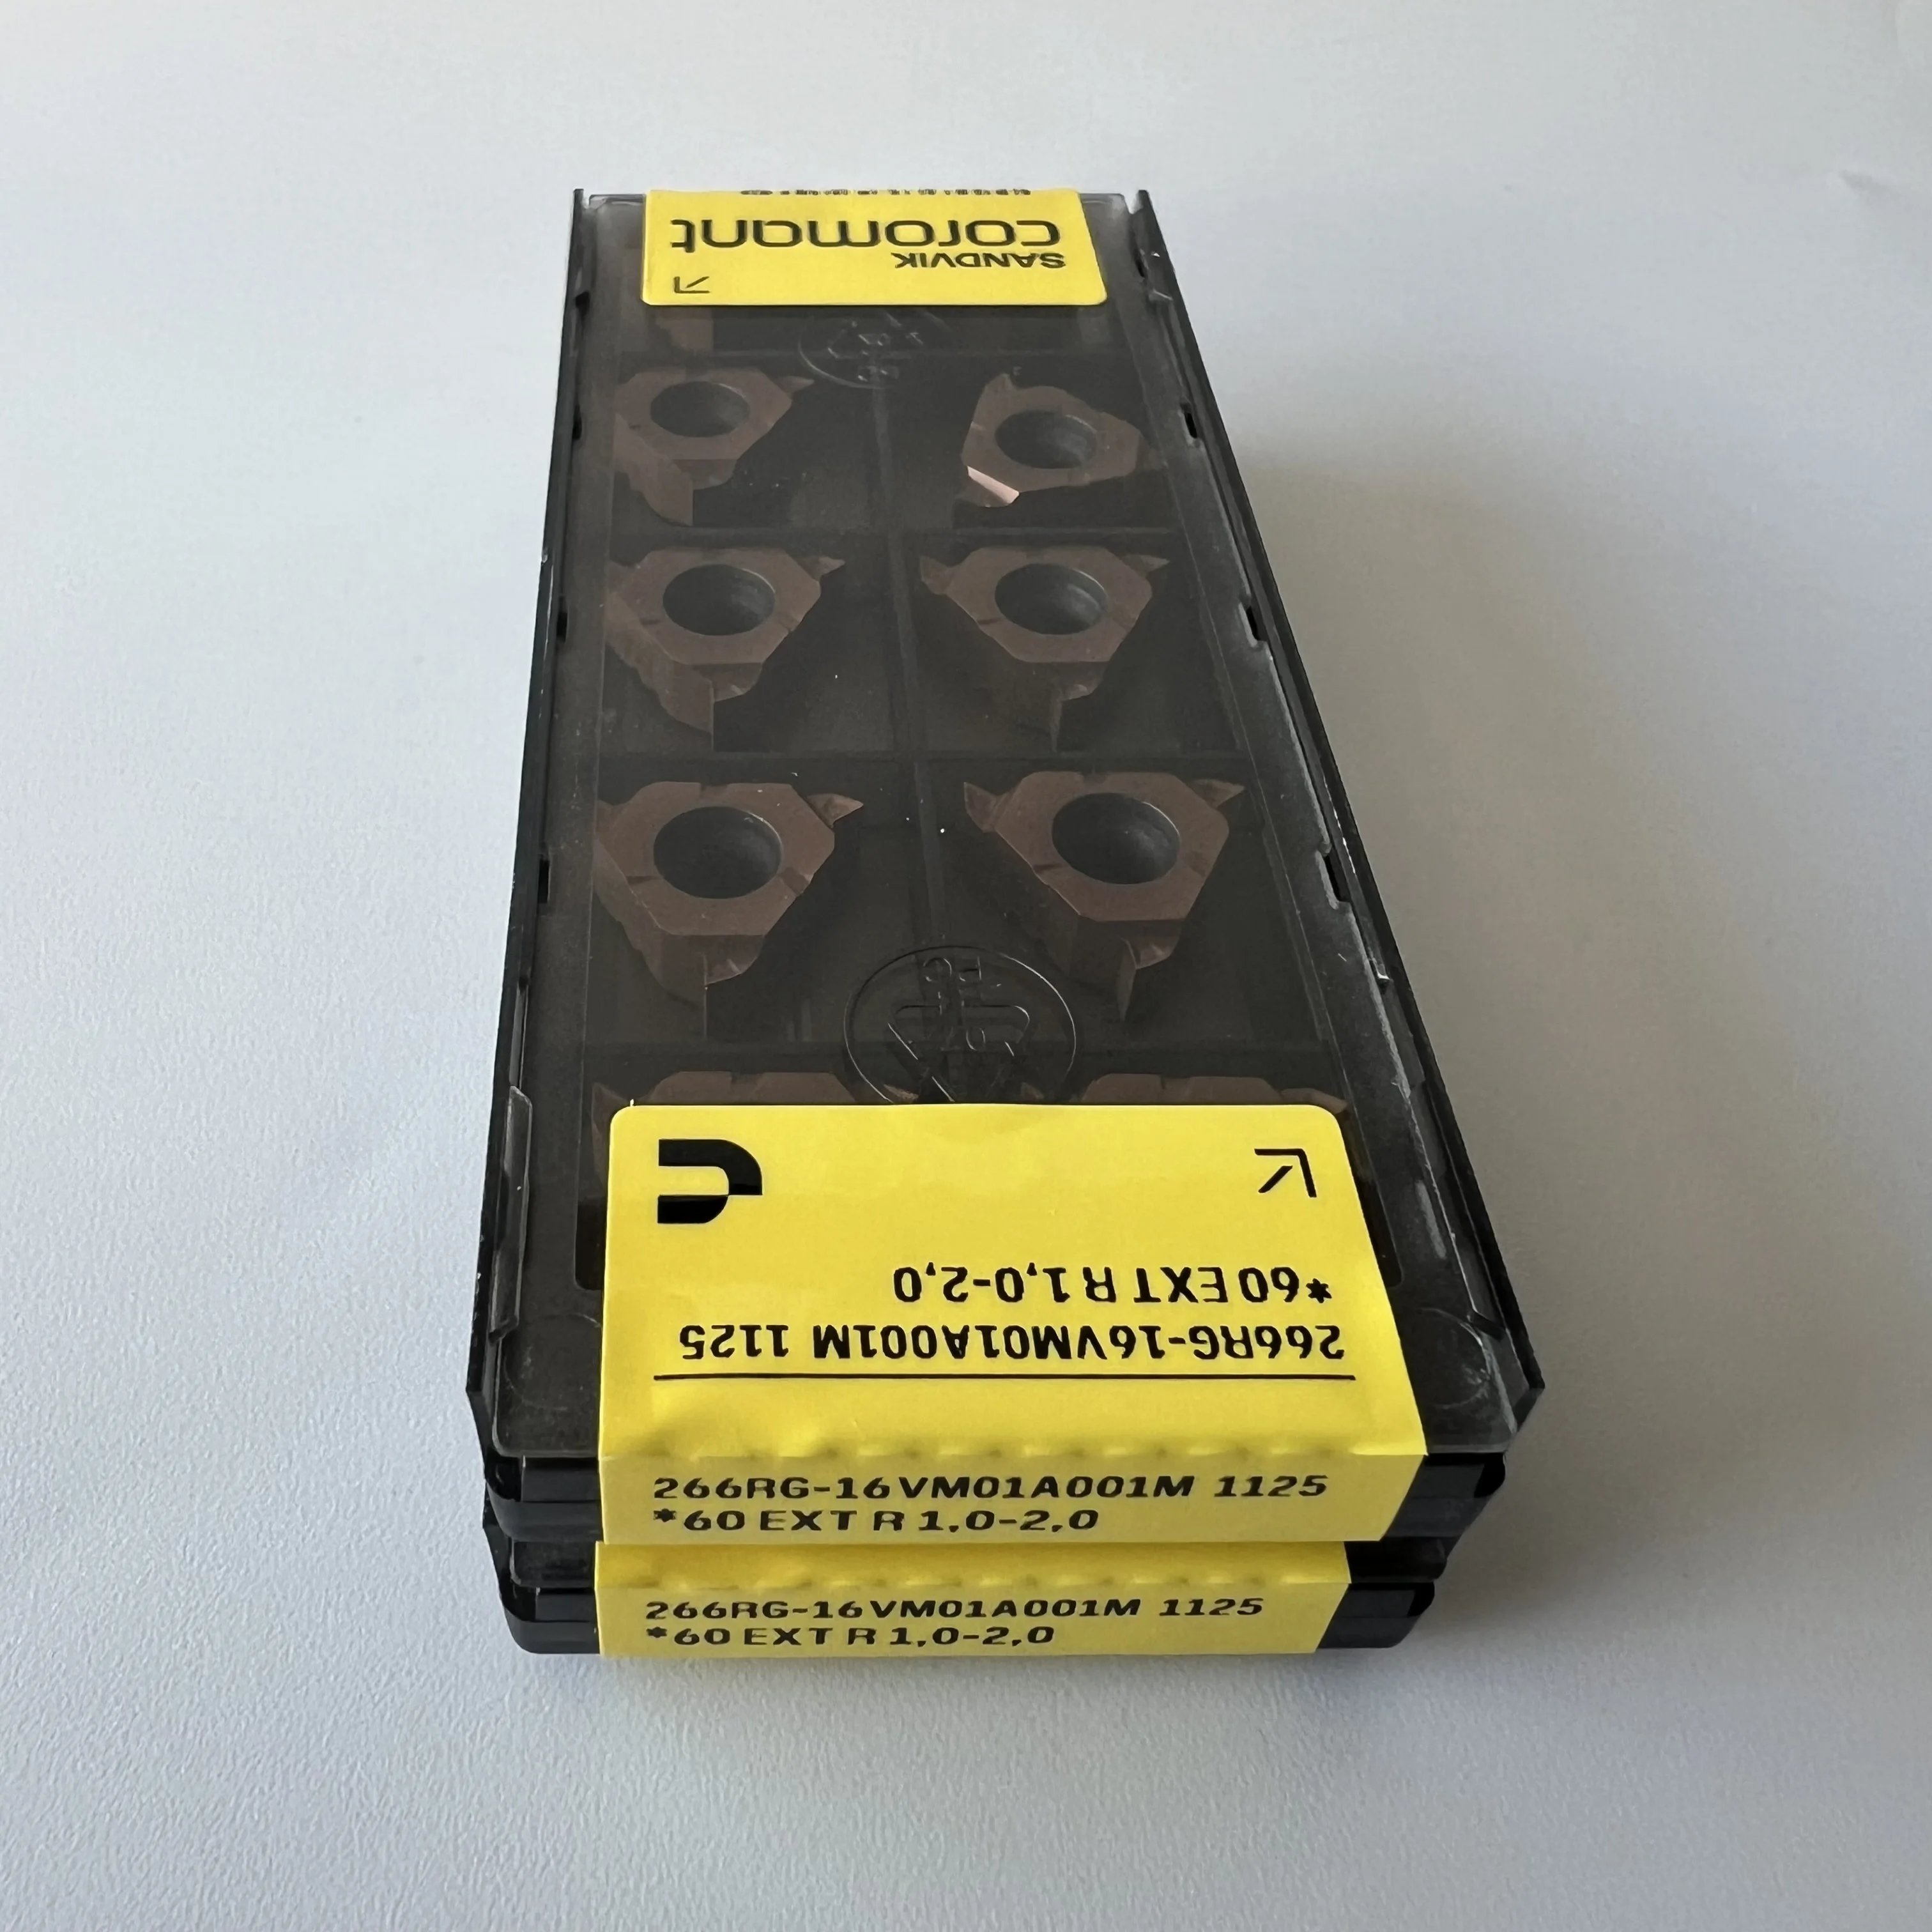 SANDVIK
coromant
*60 EXT R 1,0-2,0
266RG-16VM01A001M 1125
266RG-16VM01A001M 1125
*60 EXT R 1,0-2,0
266RG-16VM01A001M 1125
*60 EXT R 1,0-2,0